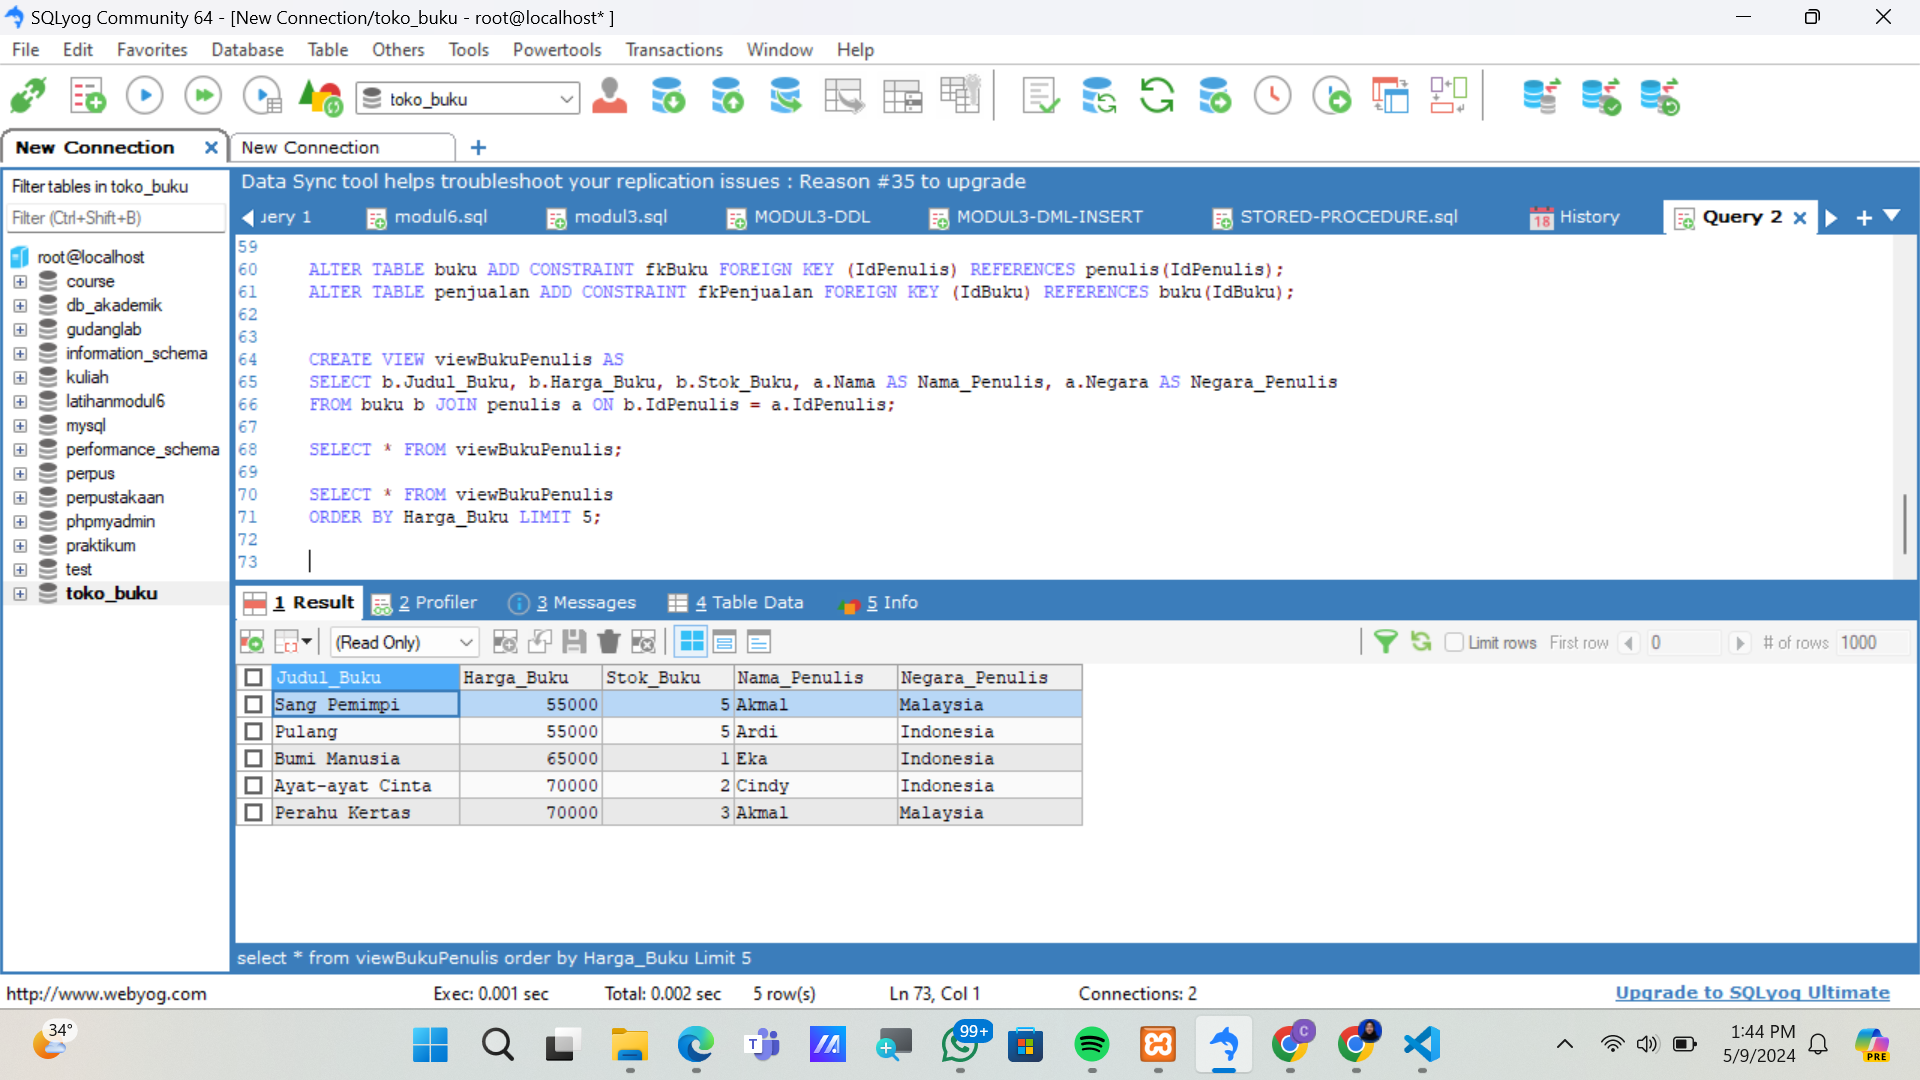 SQLyog Community 64 - [New Connection/toko_buku - root@localhost* ]
File Edit Favorites Database Table Others Tools Powertools Transactions Window Help
toko_buku
New Connection New Connection
Filter tables in toko_buku
Filter (Ctrl+Shift+B)
root@localhost
course
db_akademik
gudanglab
information_schema
kuliah
latihanmodul6
mysql
performance_schema
perpus
perpustakaan
phpmyadmin
praktikum
test
toko_buku
Data Sync tool helps troubleshoot your replication issues : Reason #35 to upgrade
uery 1 modul6.sql modul3.sql MODUL3-DDL MODUL3-DML-INSERT STORED-PROCEDURE.sql 18 History Query 2
59
60 ALTER TABLE buku ADD CONSTRAINT fkBuku FOREIGN KEY (IdPenulis) REFERENCES penulis(IdPenulis);
61 ALTER TABLE penjualan ADD CONSTRAINT fkPenjualan FOREIGN KEY (IdBuku) REFERENCES buku(IdBuku);
62
63
64 CREATE VIEW viewBukuPenulis AS
65 SELECT b.Judul_Buku, b.Harga_Buku, b.Stok_Buku, a.Nama AS Nama_Penulis, a.Negara AS Negara_Penulis
66 FROM buku b JOIN penulis a ON b.IdPenulis = a.IdPenulis;
67
68 SELECT * FROM viewBukuPenulis;
69
70 SELECT * FROM viewBukuPenulis
71 ORDER BY Harga_Buku LIMIT 5;
72
73
1 Result 2 Profiler 3 Messages 4 Table Data 5 Info
(Read Only) Limit rows First row 0 # of rows 1000
Judul_Buku Harga_Buku Stok_Buku Nama_Penulis Negara_Penulis
Sang Pemimpi 55000 5 Akmal Malaysia
Pulang 55000 5 Ardi Indonesia
Bumi Manusia 65000 1 Eka Indonesia
Ayat-ayat Cinta 70000 2 Cindy Indonesia
Perahu Kertas 70000 3 Akmal Malaysia
select * from viewBukuPenulis order by Harga_Buku Limit 5
http://www.webyog.com Exec: 0.001 sec Total: 0.002 sec 5 row(s) Ln 73, Col 1 Connections: 2 Upgrade to SQLyog Ultimate
34° 99+ C 1:44 PM
5/9/2024 PRE